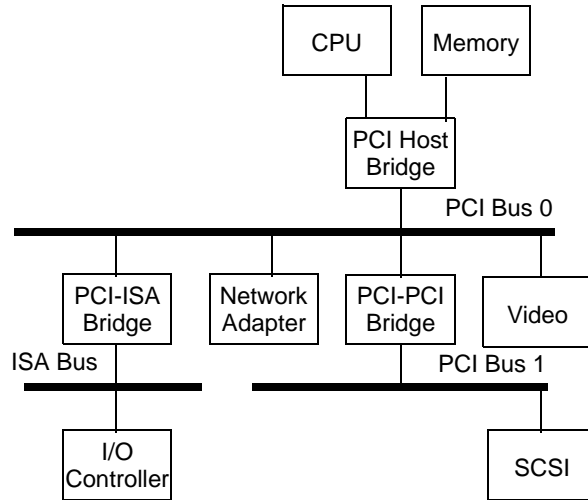 CPU
Memory
PCI Host
Bridge
PCI Bus 0
PCI-ISA
Bridge
Network
Adapter
PCI-PCI
Bridge
Video
ISA Bus
PCI Bus 1
I/O
Controller
SCSI